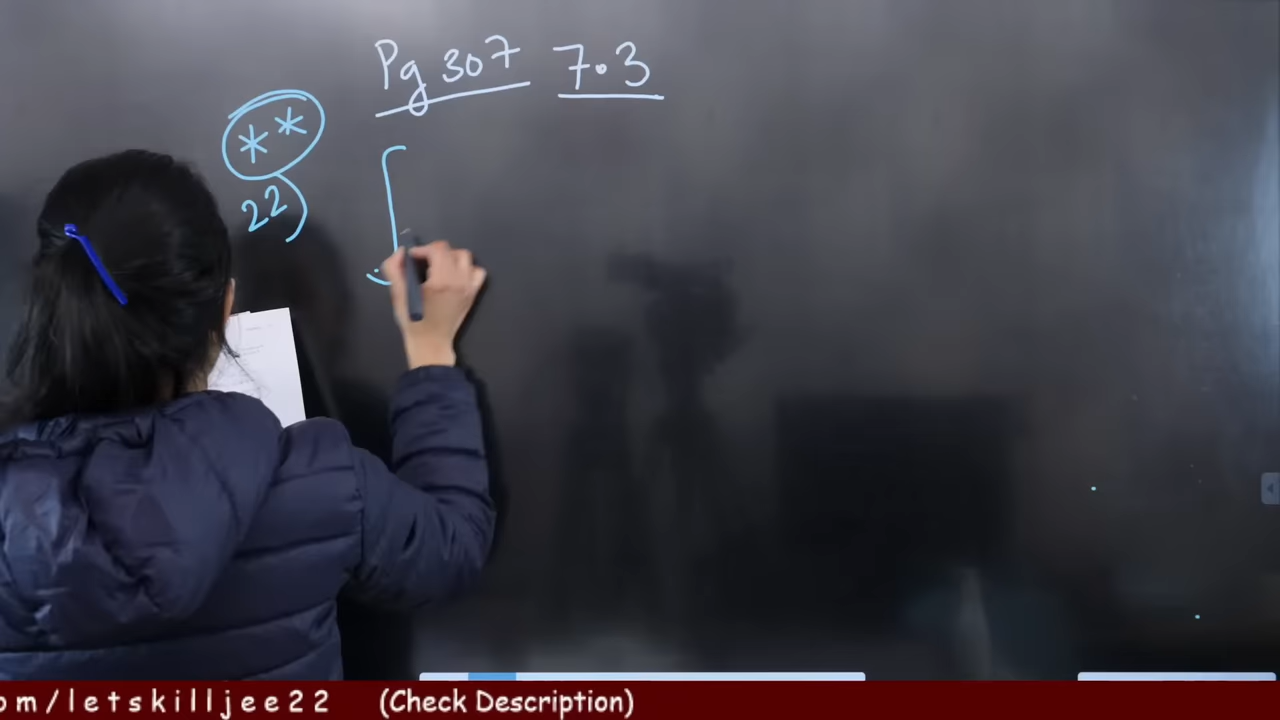 Pg 307 7.3
**
22)
∫
om/letskilljee22 (Check Description)